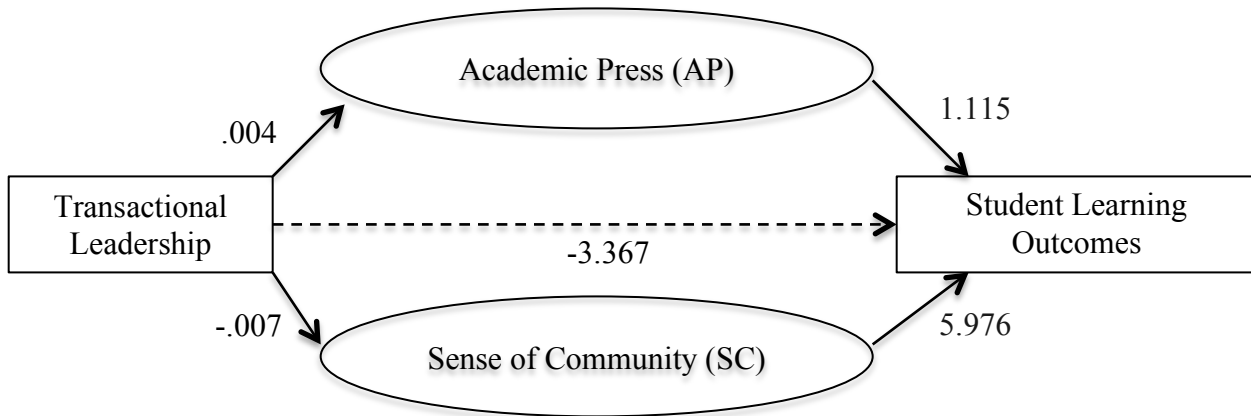 Academic Press (AP)
.004
1.115
Transactional
Leadership
-3.367
Student Learning
Outcomes
-.007
Sense of Community (SC)
5.976